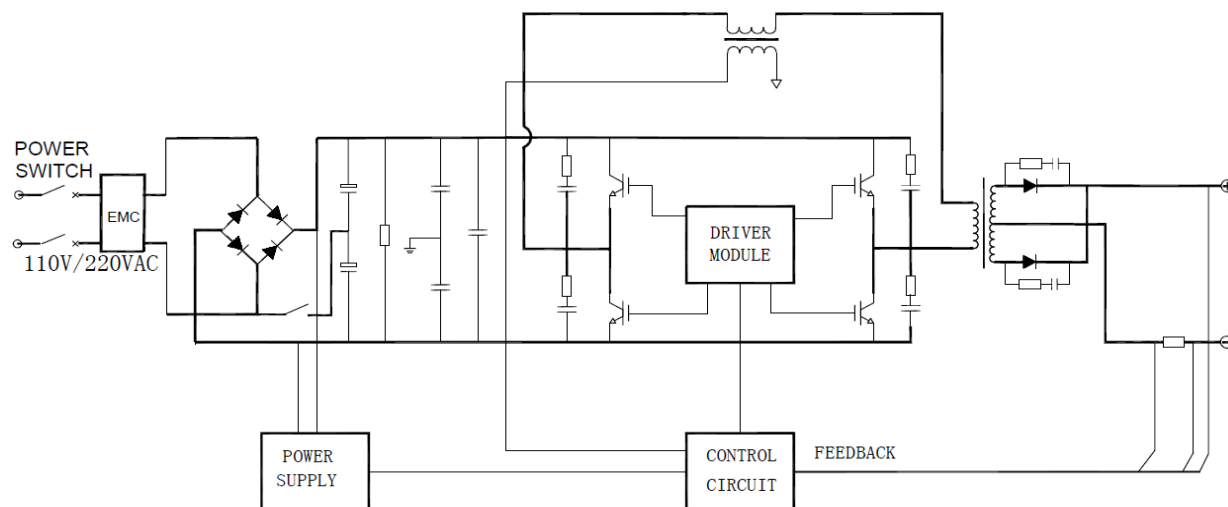 POWER
SWITCH
EMC
110V/220VAC
DRIVER
MODULE
POWER
SUPPLY
CONTROL
CIRCUIT
FEEDBACK